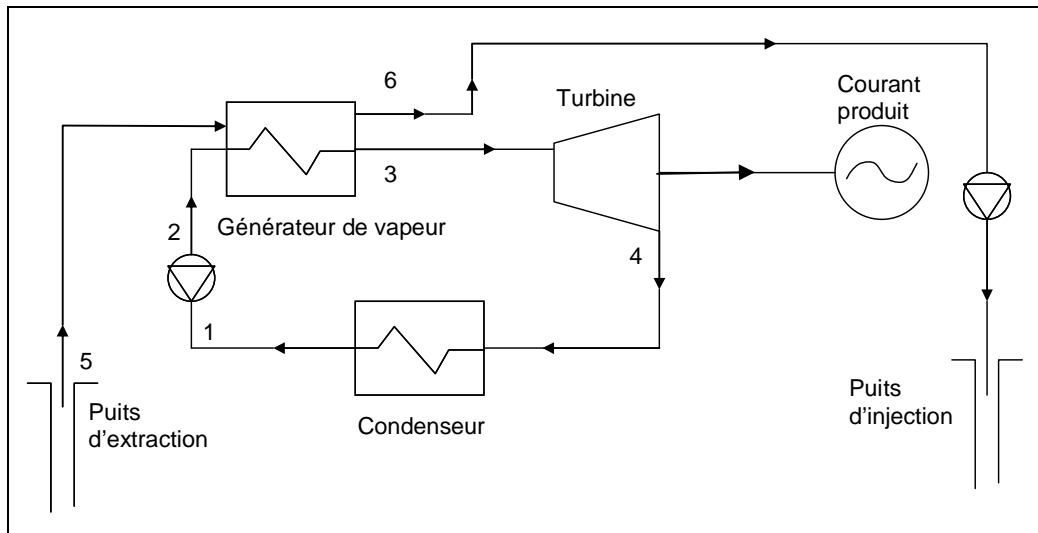 6
Turbine
Courant
produit
3
2
Générateur de vapeur
4
1
5
Puits
d'extraction
Condenseur
Puits
d'injection